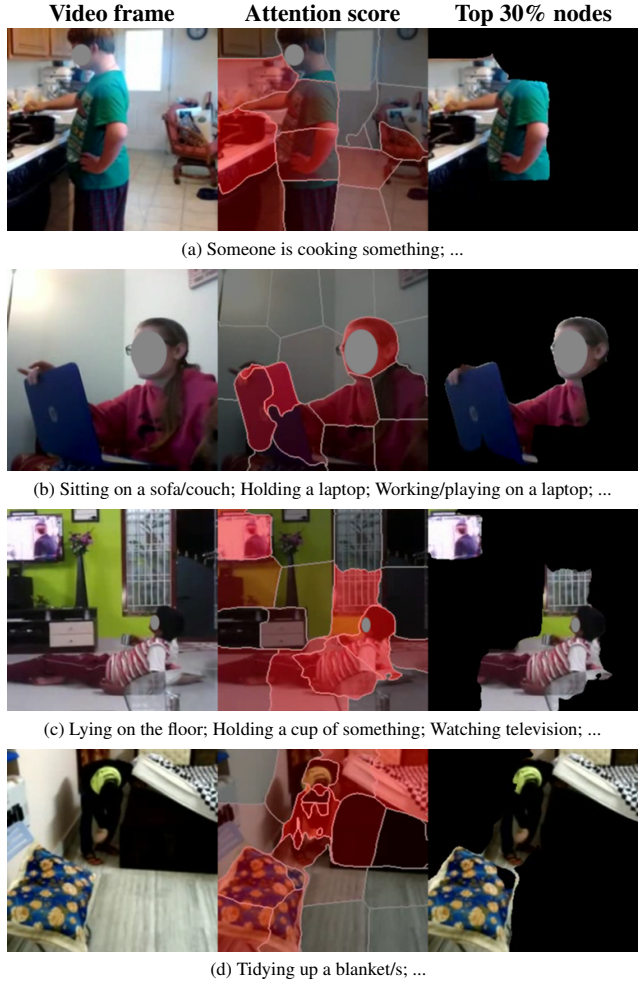 Video frame Attention score Top 30% nodes
(a) Someone is cooking something; ...
(b) Sitting on a sofa/couch; Holding a laptop; Working/playing on a laptop; ...
(c) Lying on the floor; Holding a cup of something; Watching television; ...
(d) Tidying up a blanket/s; ...